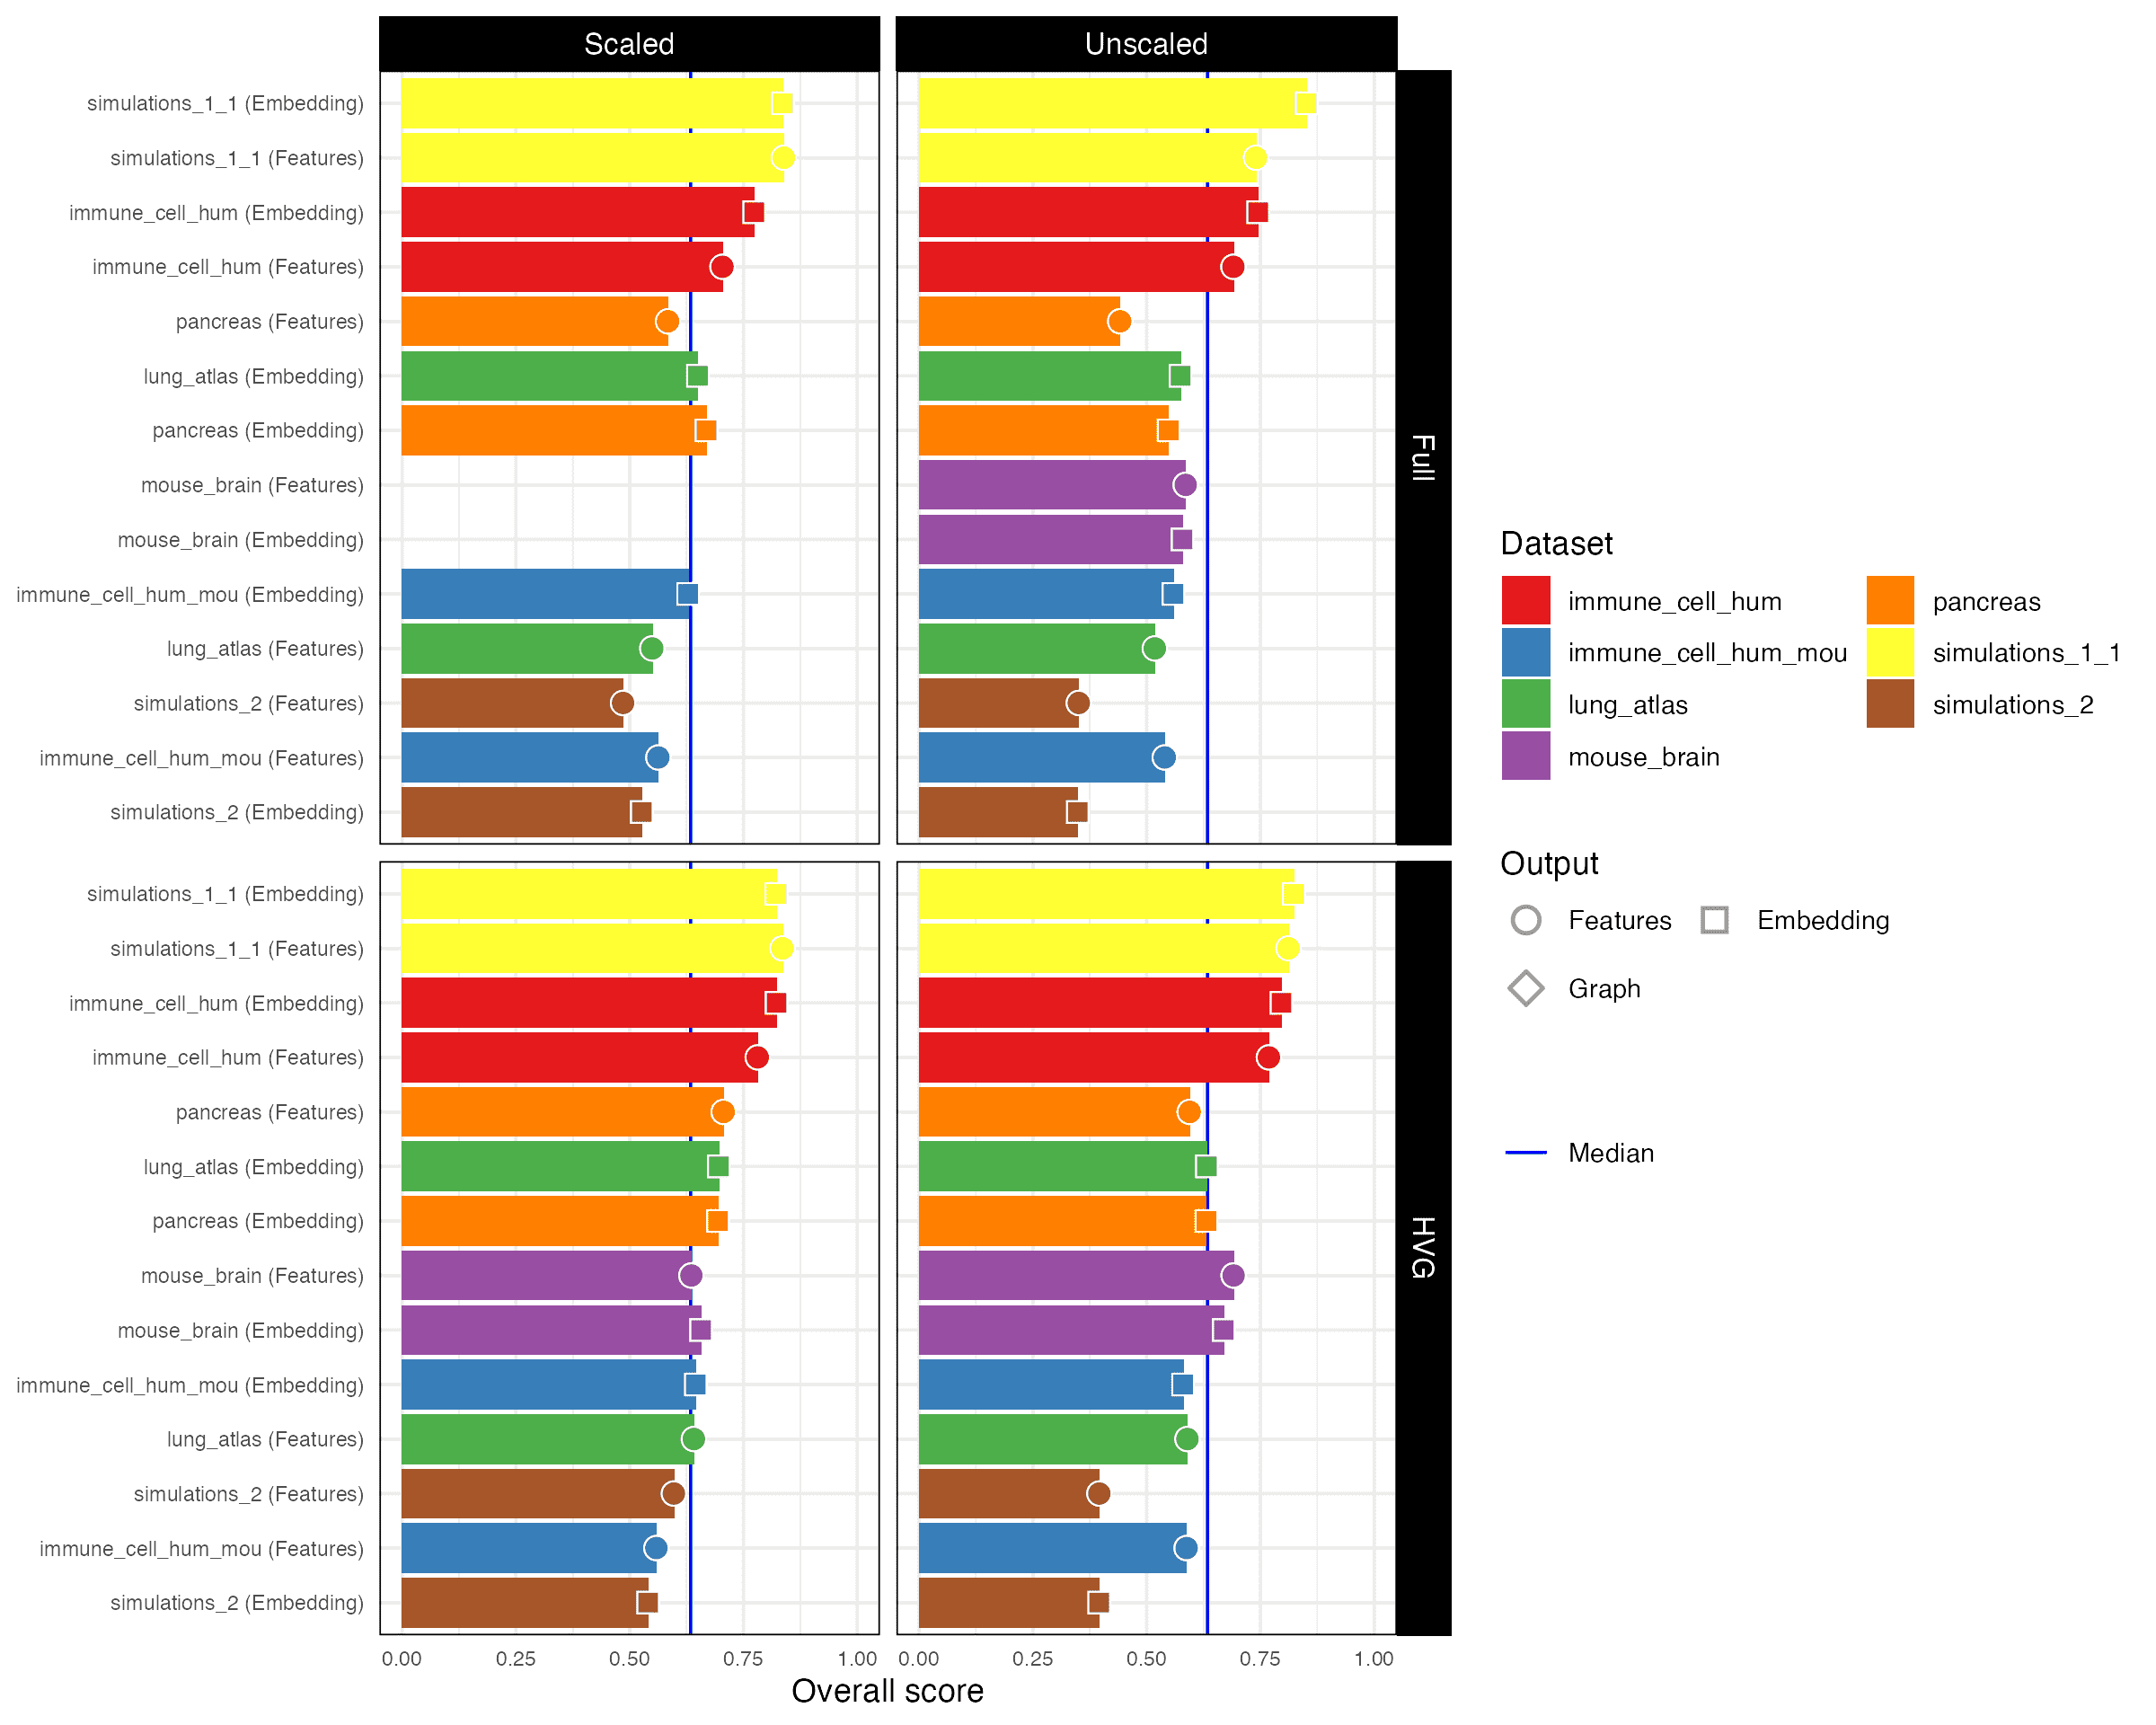 Scaled
Unscaled
simulations_1_1 (Embedding)
simulations_1_1 (Features)
immune_cell_hum (Embedding)
immune_cell_hum (Features)
pancreas (Features)
lung_atlas (Embedding)
pancreas (Embedding)
mouse_brain (Features)
mouse_brain (Embedding)
immune_cell_hum_mou (Embedding)
lung_atlas (Features)
simulations_2 (Features)
immune_cell_hum_mou (Features)
simulations_2 (Embedding)
Full
simulations_1_1 (Embedding)
simulations_1_1 (Features)
immune_cell_hum (Embedding)
immune_cell_hum (Features)
pancreas (Features)
lung_atlas (Embedding)
pancreas (Embedding)
mouse_brain (Features)
mouse_brain (Embedding)
immune_cell_hum_mou (Embedding)
lung_atlas (Features)
simulations_2 (Features)
immune_cell_hum_mou (Features)
simulations_2 (Embedding)
HVG
0.00 0.25 0.50 0.75 1.00 0.00 0.25 0.50 0.75 1.00
Overall score
Dataset
immune_cell_hum
immune_cell_hum_mou
lung_atlas
mouse_brain
pancreas
simulations_1_1
simulations_2
Output
Features Embedding
Graph
Median